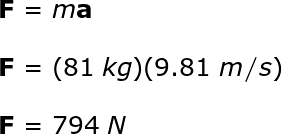 F = ma
F = (81 kg)(9.81 m/s)
F = 794 N